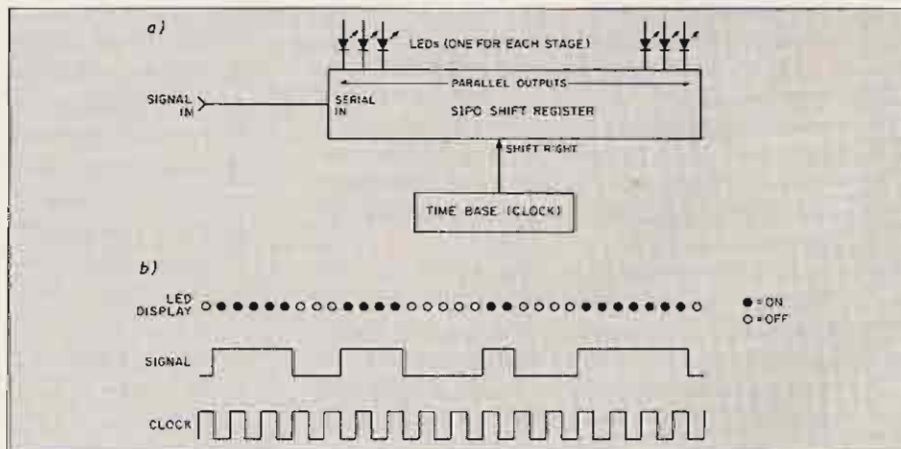 a)
LEDs (ONE FOR EACH STAGE)
PARALLEL OUTPUTS
SIGNAL IN
SERIAL IN
SIPO SHIFT REGISTER
SHIFT RIGHT
TIME BASE (CLOCK)
b)
LED DISPLAY
= ON
= OFF
SIGNAL
CLOCK